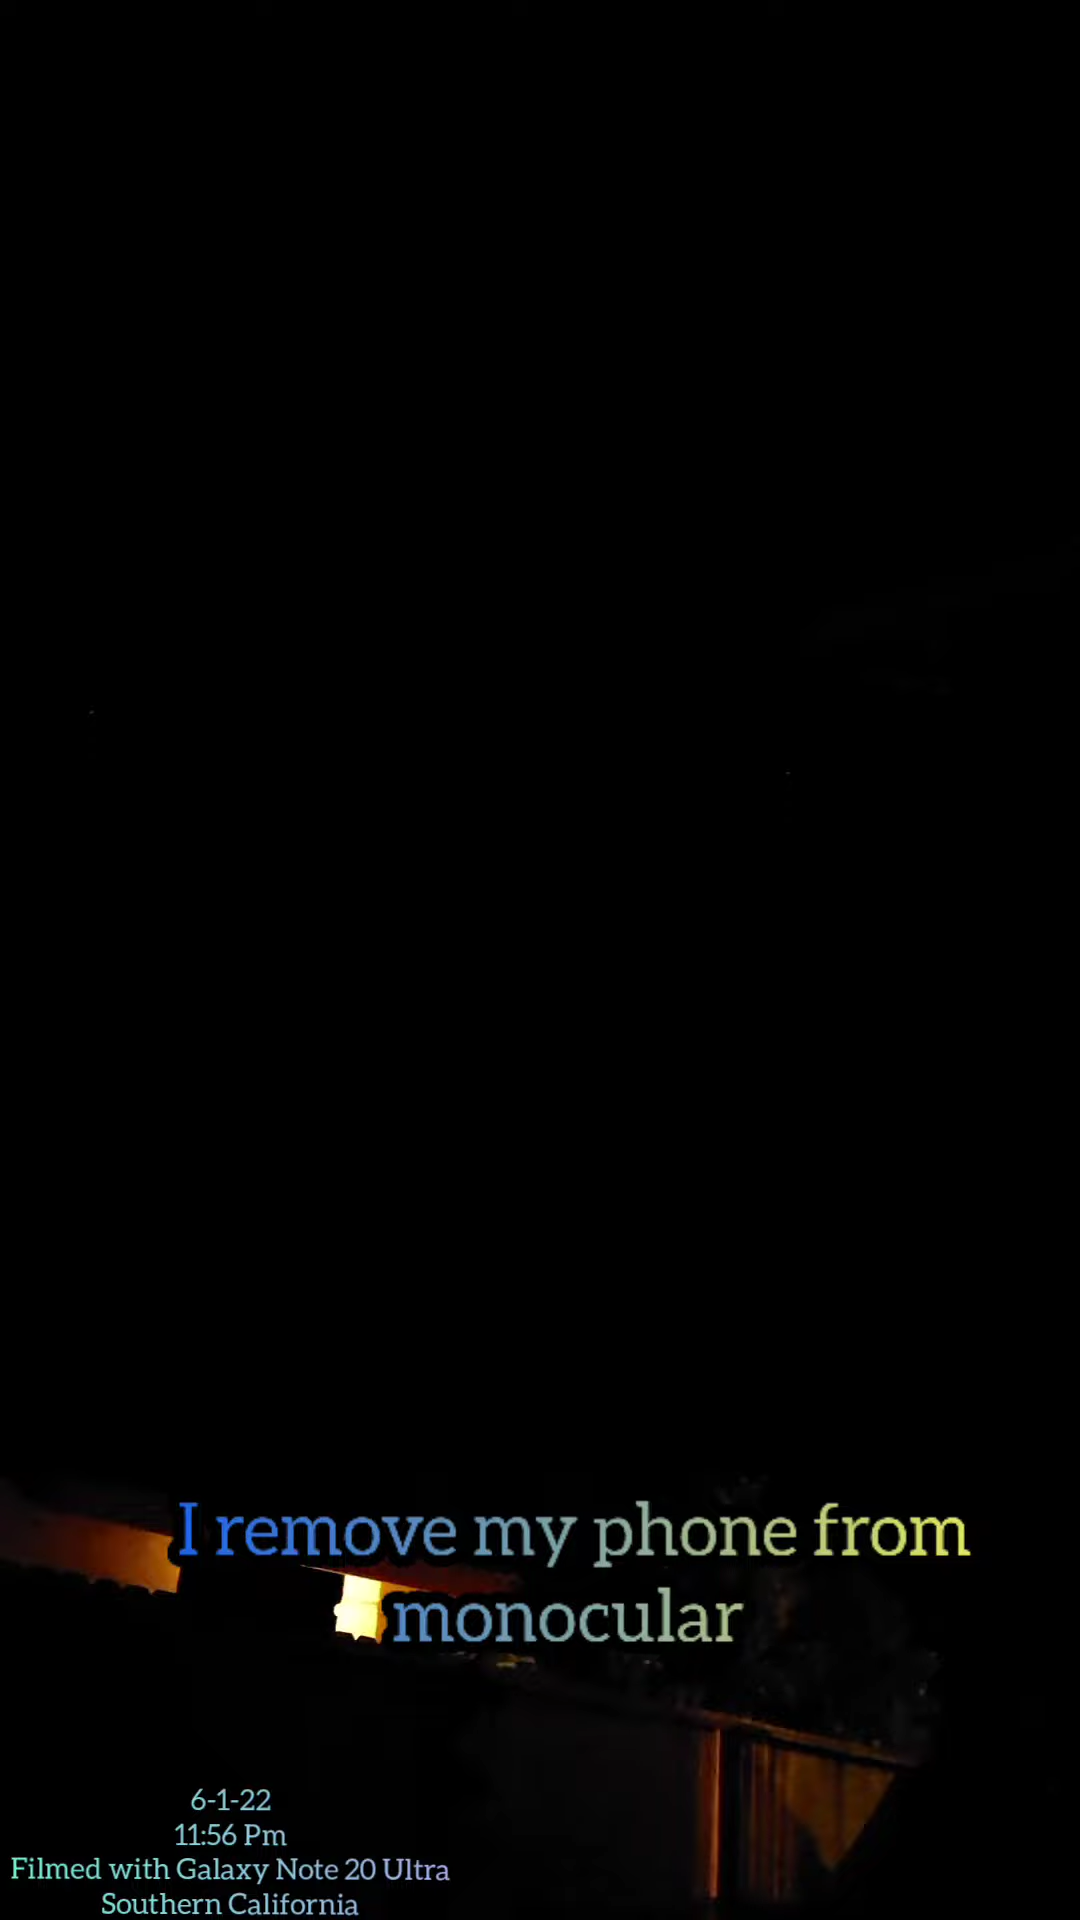 I remove my phone from
monocular
6-1-22
11:56 Pm
Filmed with Galaxy Note 20 Ultra
Southern California